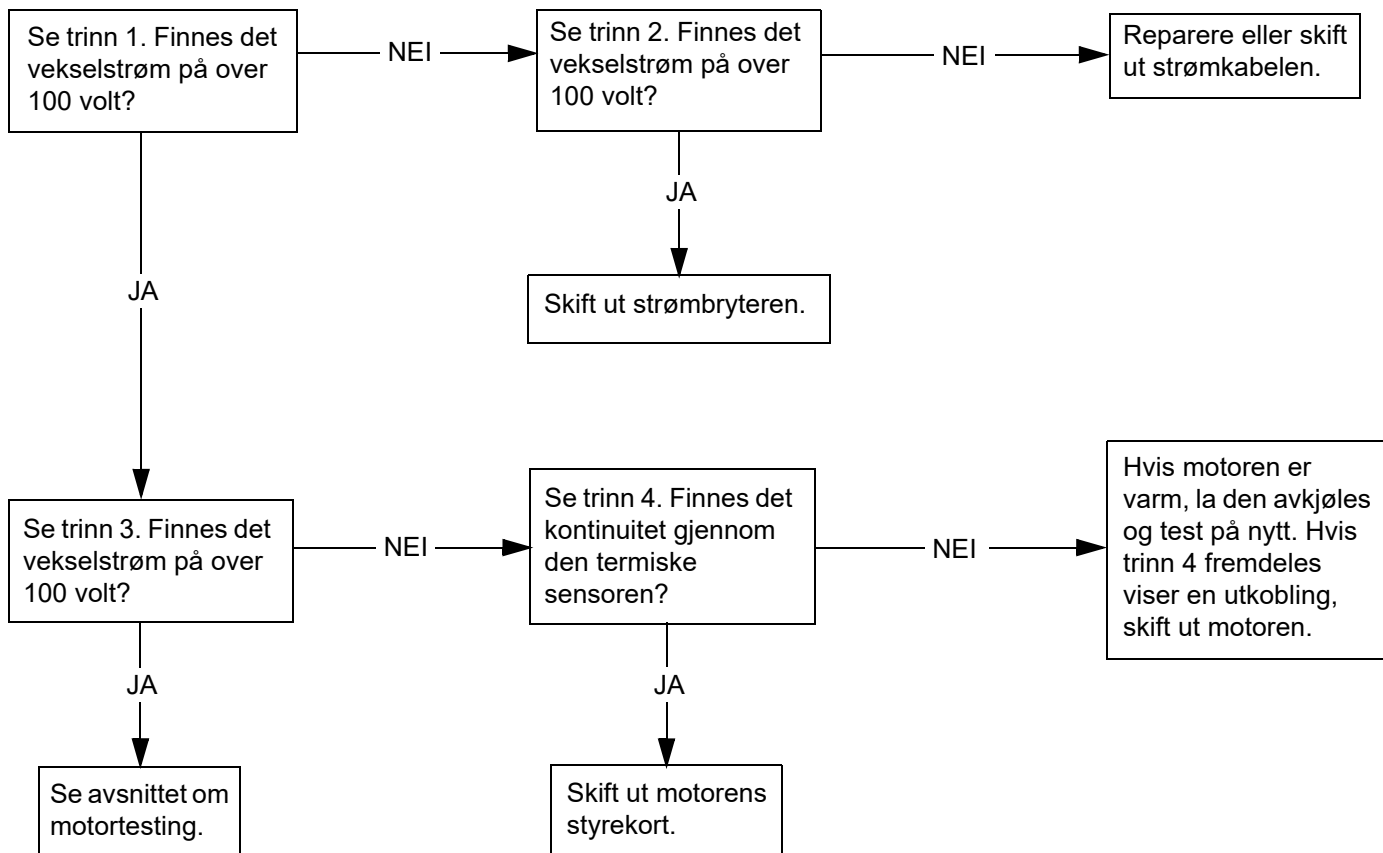 Se trinn 1. Finnes det
vekselstrøm på over
100 volt?
NEI
Se trinn 2. Finnes det
vekselstrøm på over
100 volt?
NEI
Reparere eller skift
ut strømkabelen.
JA
Skift ut strømbryteren.
JA
Se trinn 3. Finnes det
vekselstrøm på over
100 volt?
NEI
Se trinn 4. Finnes det
kontinuitet gjennom
den termiske
sensoren?
NEI
Hvis motoren er
varm, la den avkjøles
og test på nytt. Hvis
trinn 4 fremdeles
viser en utkobling,
skift ut motoren.
JA
Se avsnittet om
motortesting.
JA
Skift ut motorens
styrekort.